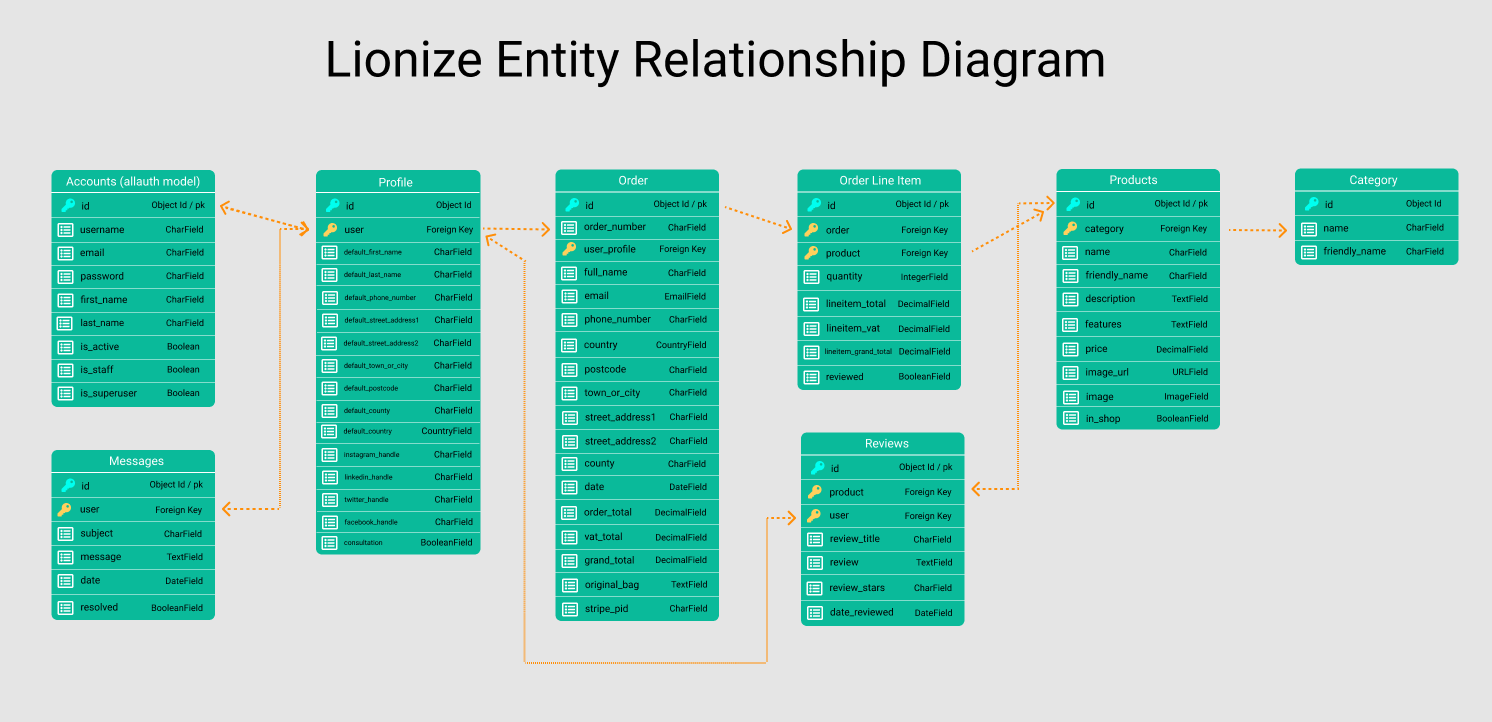 Lionize Entity Relationship Diagram
Accounts (allauth model)
id Object Id / pk
username CharField
email CharField
password CharField
first_name CharField
last_name CharField
is_active Boolean
is_staff Boolean
is_superuser Boolean
Messages
id Object Id / pk
user Foreign Key
subject CharField
message TextField
date DateField
resolved BooleanField
Profile
id Object Id
user Foreign Key
default_first_name CharField
default_last_name CharField
default_phone_number CharField
default_street_address1 CharField
default_street_address2 CharField
default_town_or_city CharField
default_postcode CharField
default_county CharField
default_country CountryField
instagram_handle CharField
linkedin_handle CharField
twitter_handle CharField
facebook_handle CharField
consultation BooleanField
Order
id Object Id / pk
order_number CharField
user_profile Foreign Key
full_name CharField
email EmailField
phone_number CharField
country CountryField
postcode CharField
town_or_city CharField
street_address1 CharField
street_address2 CharField
county CharField
date DateField
order_total DecimalField
vat_total DecimalField
grand_total DecimalField
original_bag TextField
stripe_pid CharField
Order Line Item
id Object Id / pk
order Foreign Key
product Foreign Key
quantity IntegerField
lineitem_total DecimalField
lineitem_vat DecimalField
lineitem_grand_total DecimalField
reviewed BooleanField
Reviews
id Object Id / pk
product Foreign Key
user Foreign Key
review_title CharField
review TextField
review_stars CharField
date_reviewed DateField
Products
id Object Id / pk
category Foreign Key
name CharField
friendly_name CharField
description TextField
features TextField
price DecimalField
image_url URLField
image ImageField
in_shop BooleanField
Category
id Object Id
name CharField
friendly_name CharField